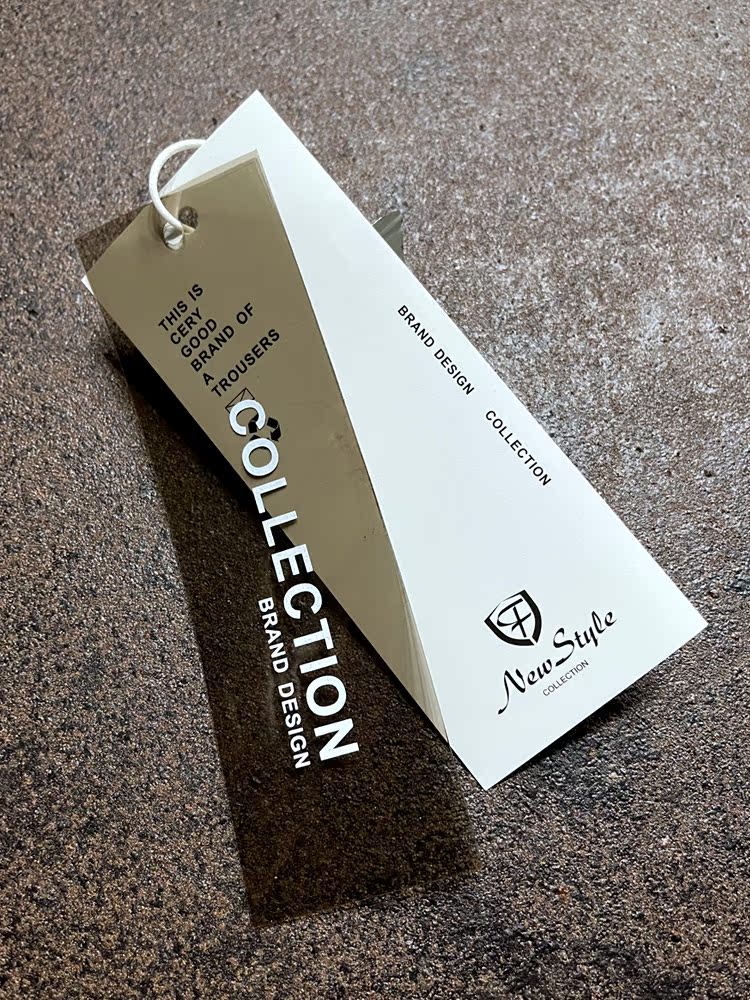 THIS IS
CERY
GOOD
BRAND OF
A
TROUSERS
COLLECTION
BRAND DESIGN
BRAND DESIGN COLLECTION
New Style
COLLECTION